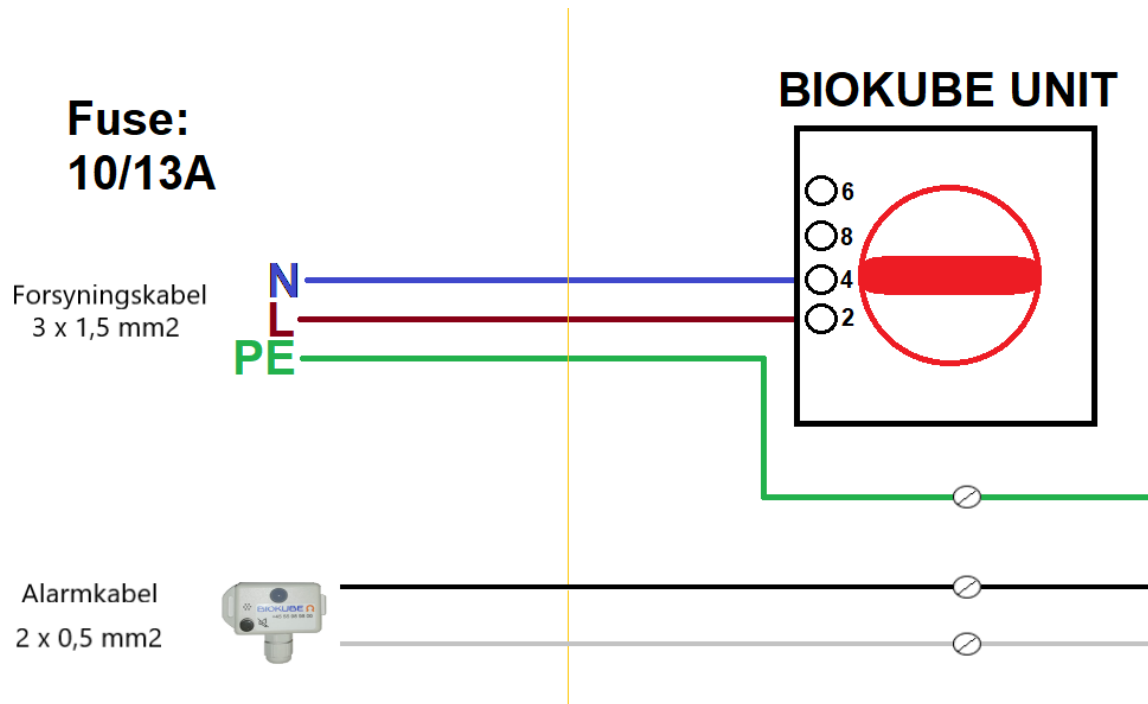 BIOKUBE UNIT
Fuse:
10/13A
6
8
4
2
Forsyningskabel
3 x 1,5 mm2
N
L
PE
Alarmkabel
2 x 0,5 mm2
BIOKUBE